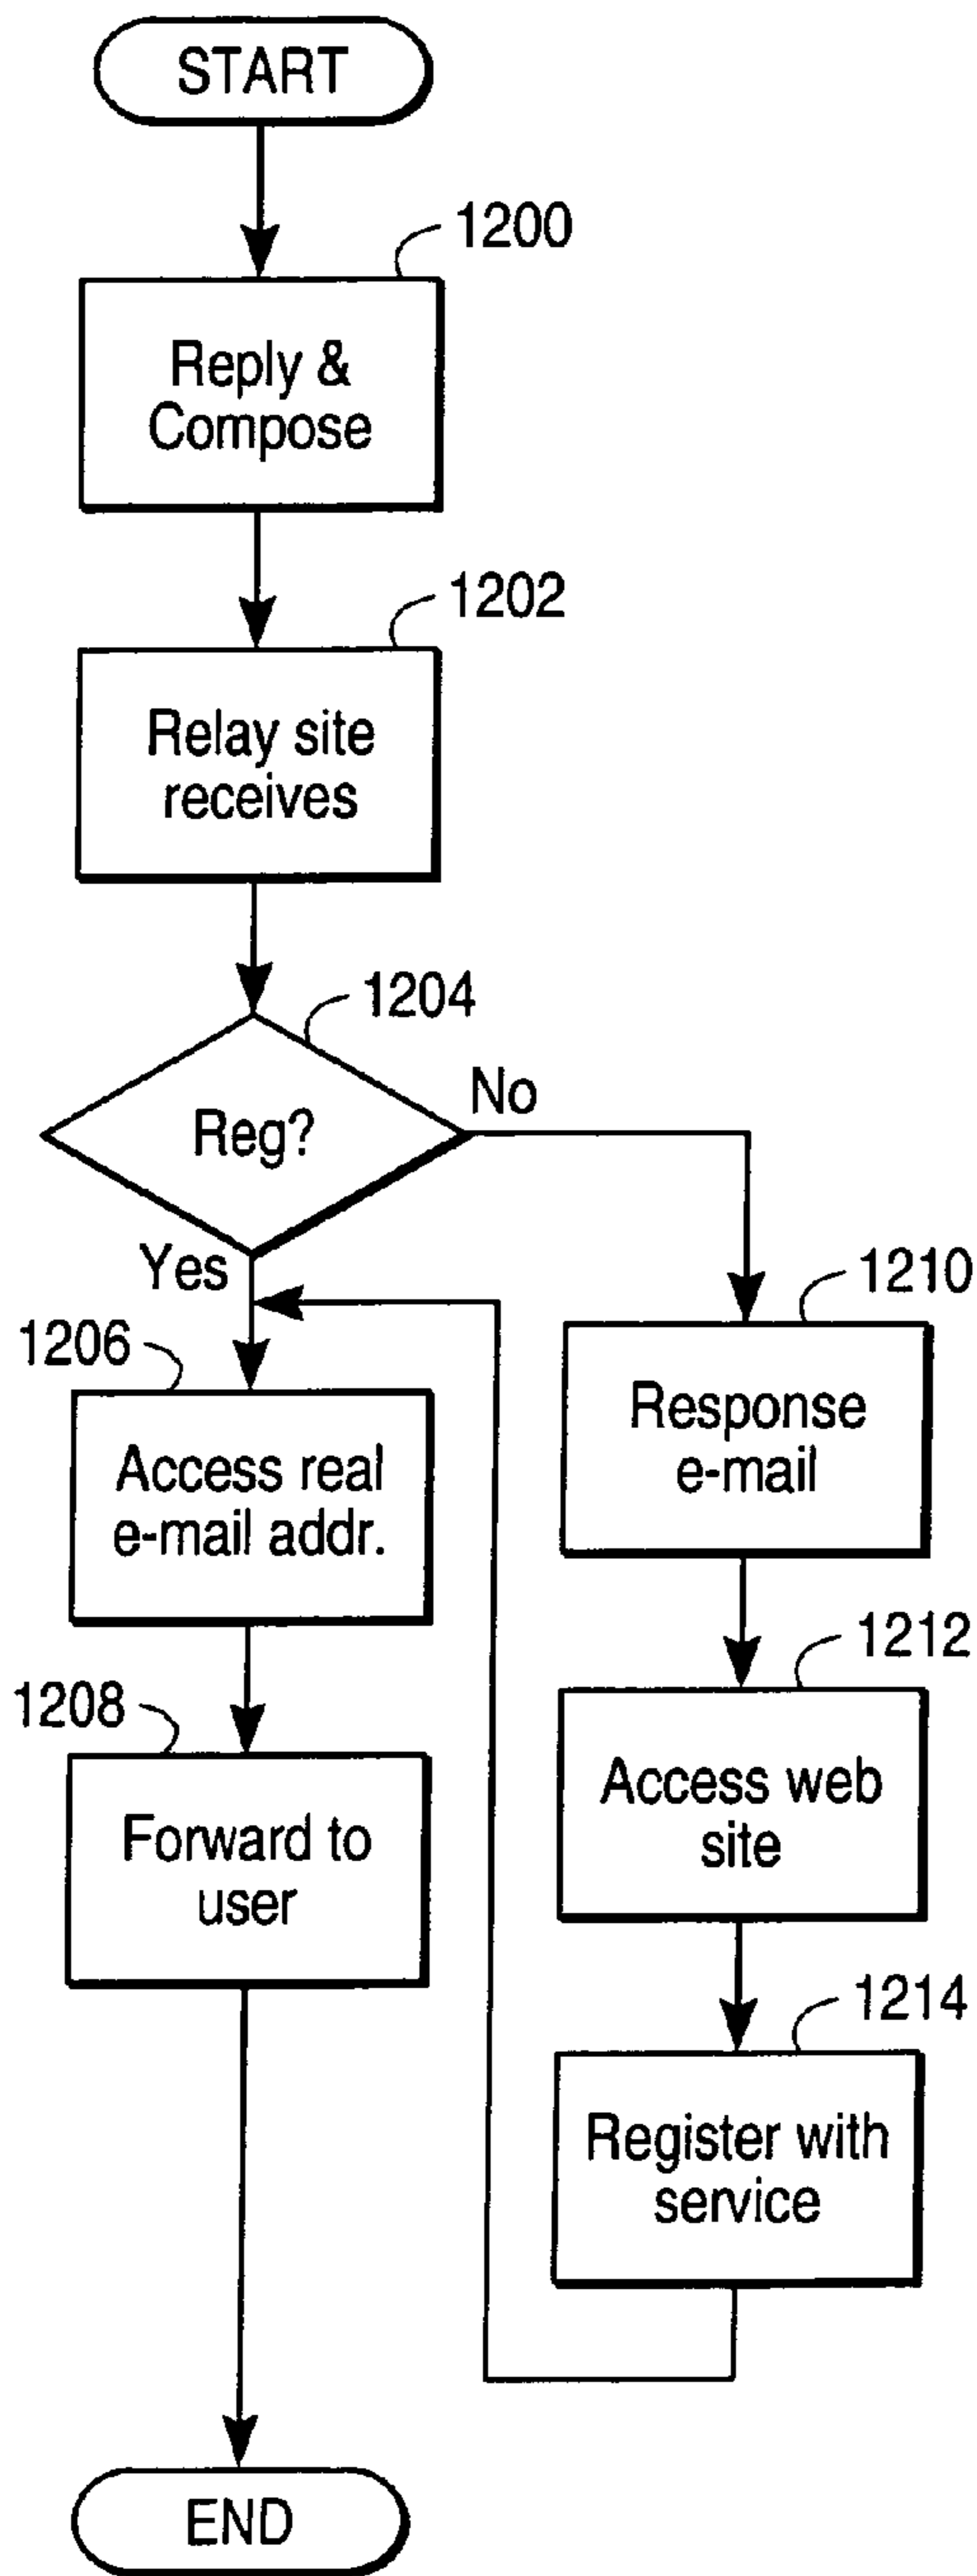 START
1200
Reply &
Compose
1202
Relay site
receives
1204
Reg?
No
Yes
1206
Access real
e-mail addr.
1208
Forward to
user
1210
Response
e-mail
1212
Access web
site
1214
Register with
service
END